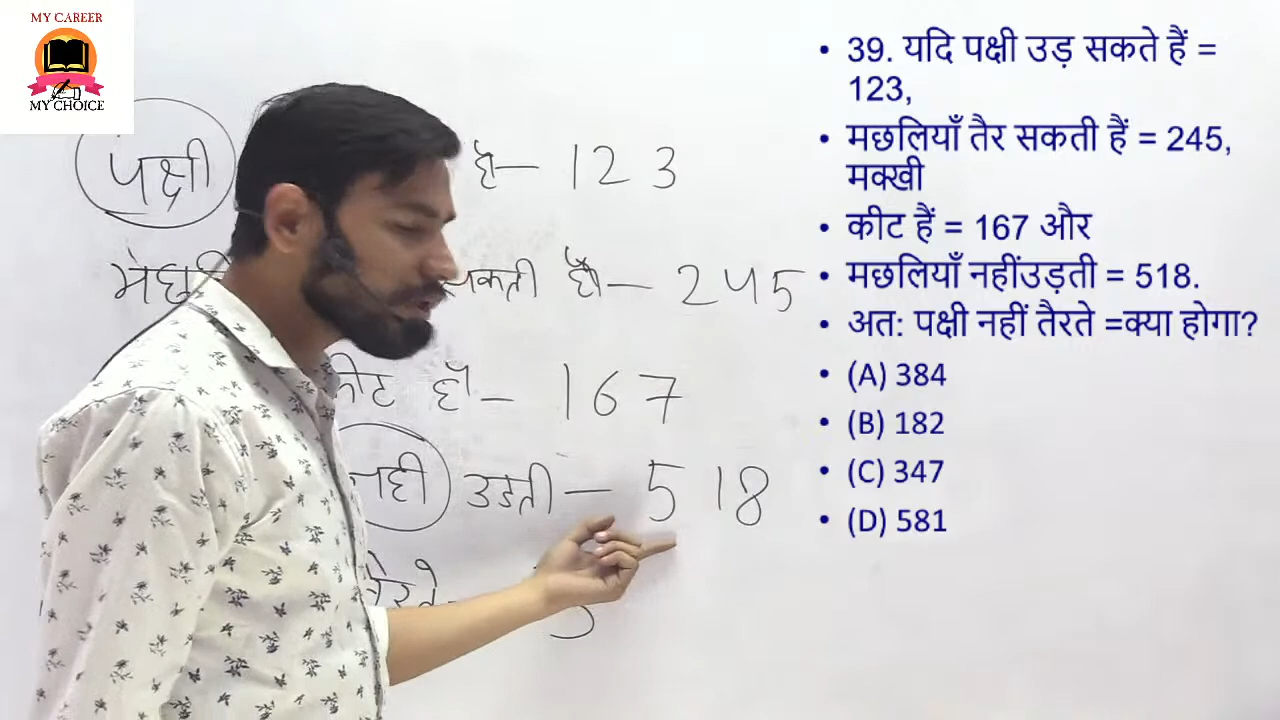 MY CAREER
MY CHOICE
• 39. यदि पक्षी उड़ सकते हैं =
123,
• मछलियाँ तैर सकती हैं = 245,
मक्खी
• कीट हैं = 167 और
• मछलियाँ नहींउड़ती = 518.
• अत: पक्षी नहीं तैरते =क्या होगा?
• (A) 384
• (B) 182
• (C) 347
• (D) 581
पक्षी है— 123
सकती है— 245
कीट है— 167
नही उडती — 518